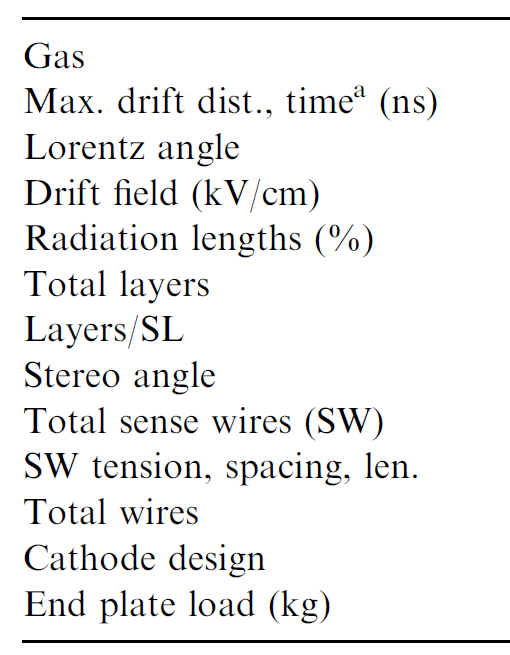 Gas
Max. drift dist., timeᵃ (ns)
Lorentz angle
Drift field (kV/cm)
Radiation lengths (%)
Total layers
Layers/SL
Stereo angle
Total sense wires (SW)
SW tension, spacing, len.
Total wires
Cathode design
End plate load (kg)